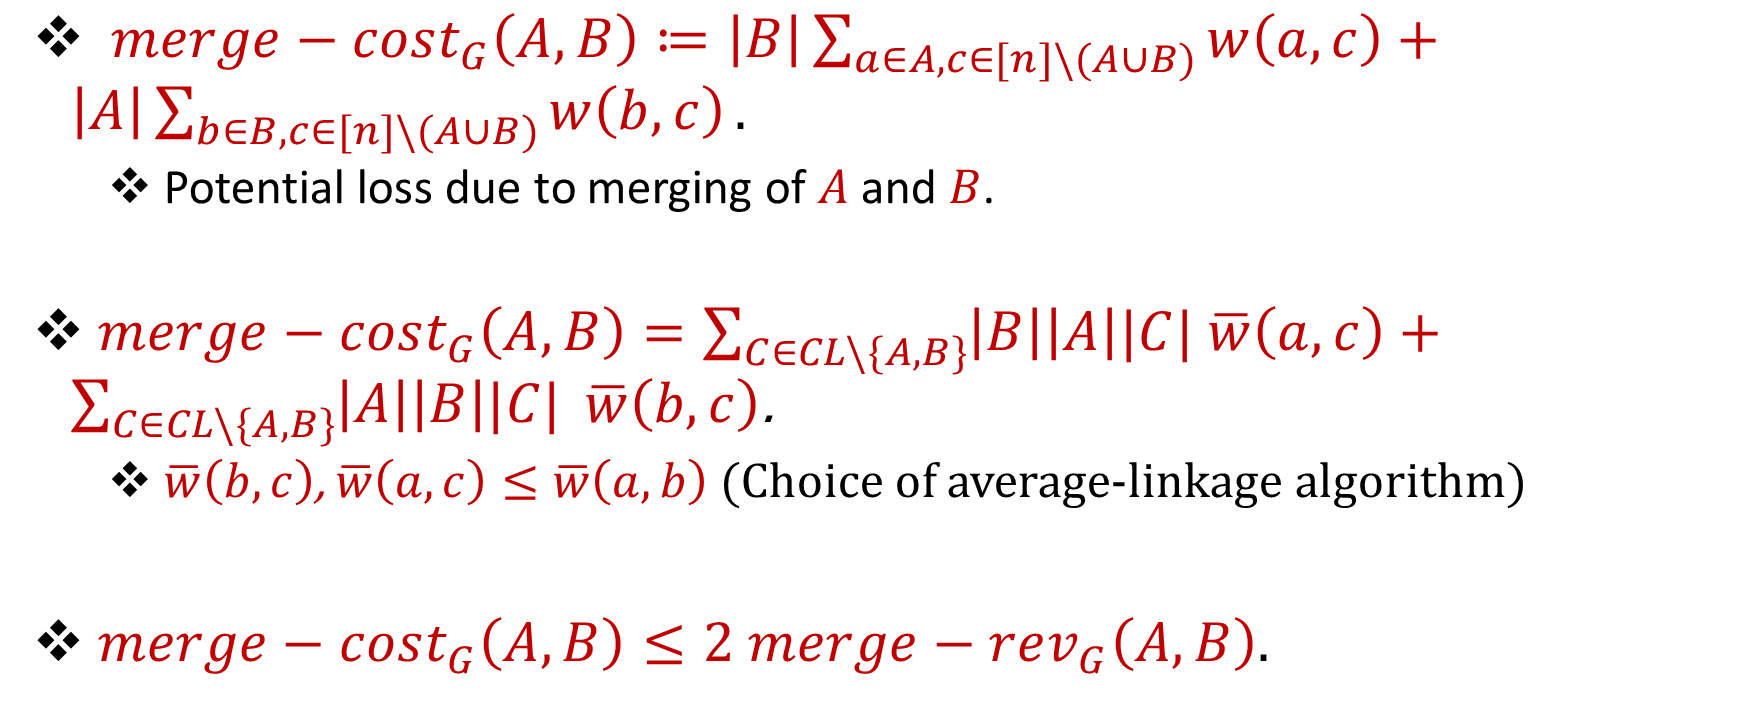 ❖ merge − cost_G(A, B) ≔ |B| ∑_{a∈A,c∈[n]\(A∪B)} w(a, c) +
|A| ∑_{b∈B,c∈[n]\(A∪B)} w(b, c) .
❖ Potential loss due to merging of A and B.
❖ merge − cost_G(A, B) = ∑_{C∈CL\{A,B}}|B||A||C| w̅(a, c) +
∑_{C∈CL\{A,B}}|A||B||C| w̅(b, c).
❖ w̅(b, c), w̅(a, c) ≤ w̅(a, b) (Choice of average-linkage algorithm)
❖ merge − cost_G(A, B) ≤ 2 merge − rev_G(A, B).